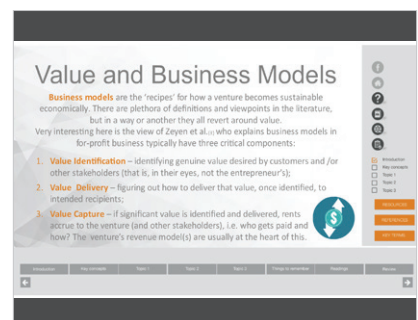 Value and Business Models
Business models are the 'recipes' for how a venture becomes sustainable
economically. There are plethora of definitions and viewpoints in the literature,
but in a way or another they all revert around value.
Very interesting here is the view of Zeyen et al. who explains business models in
for-profit business typically have three critical components:
1. Value Identification – identifying genuine value desired by customers and /or
other stakeholders (that is, in their eyes, not the entrepreneur's);
2. Value Delivery – figuring out how to deliver that value, once identified, to
intended recipients;
3. Value Capture – if significant value is identified and delivered, rents
accrue to the venture (and other stakeholders), i.e. who gets paid and
how? The venture's revenue model(s) are usually at the heart of this.
Introduction
Key concepts
Topic 1
Topic 2
Topic 3
RESOURCES
REFERENCES
KEY TERMS
Introduction
Key concepts
Topic 1
Topic 2
Topic 3
Things to remember
Readings
Review